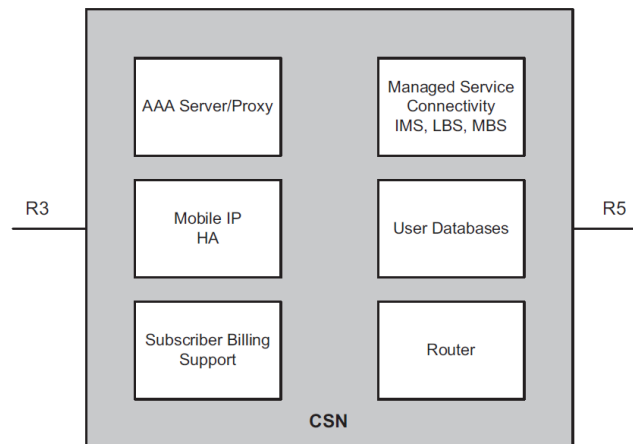 AAA Server/Proxy
Managed Service
Connectivity
IMS, LBS, MBS
R3
Mobile IP
HA
User Databases
R5
Subscriber Billing
Support
Router
CSN